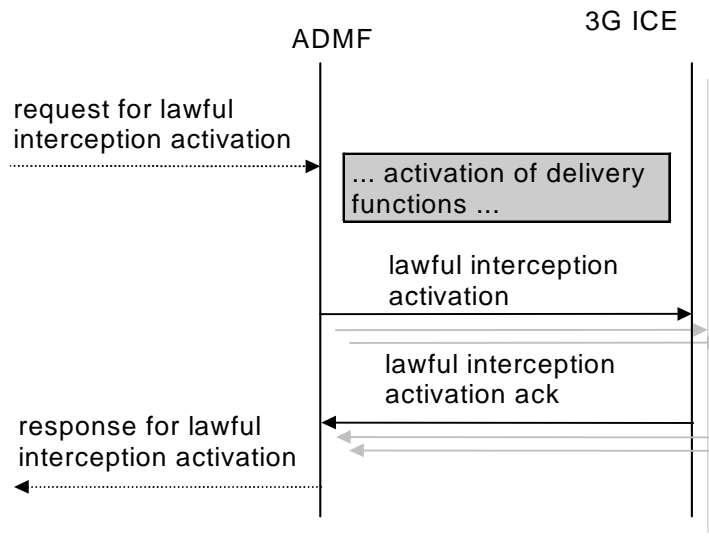 3G ICE
ADMF
request for lawful
interception activation
... activation of delivery
functions ...
lawful interception
activation
lawful interception
activation ack
response for lawful
interception activation